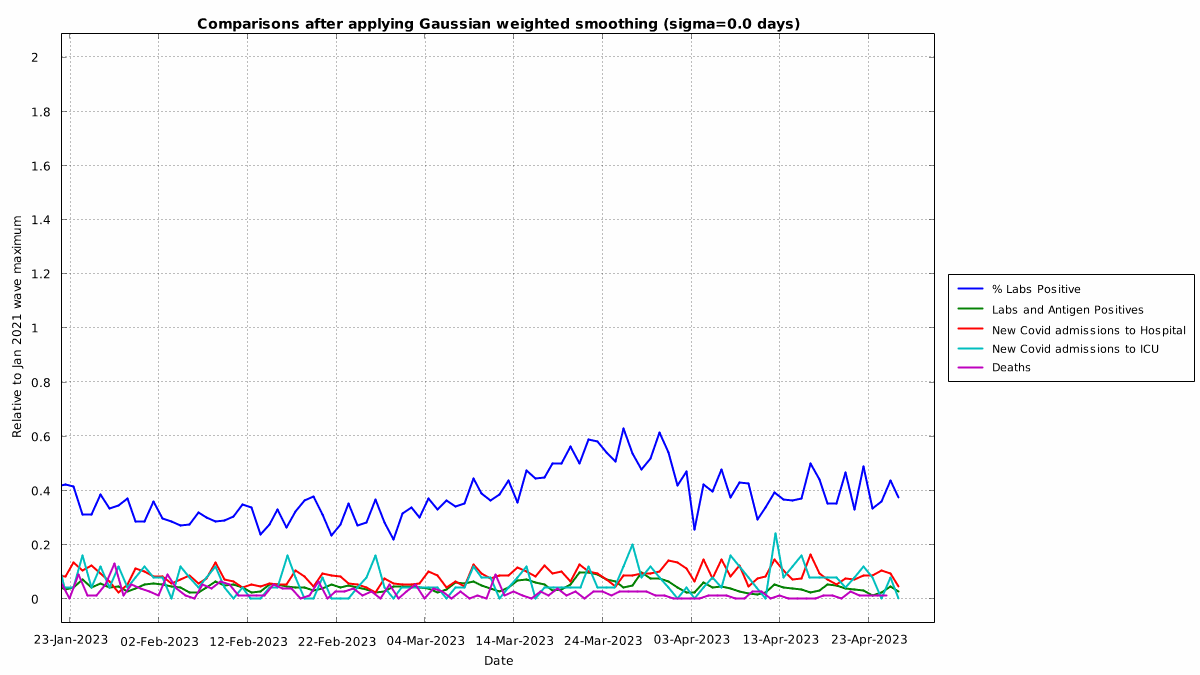 Comparisons after applying Gaussian weighted smoothing (sigma=0.0 days)
2
1.8
1.6
1.4
1.2
1
0.8
0.6
0.4
0.2
0
Relative to Jan 2021 wave maximum
23-Jan-2023 02-Feb-2023 12-Feb-2023 22-Feb-2023 04-Mar-2023 14-Mar-2023 24-Mar-2023 03-Apr-2023 13-Apr-2023 23-Apr-2023
Date
% Labs Positive
Labs and Antigen Positives
New Covid admissions to Hospital
New Covid admissions to ICU
Deaths